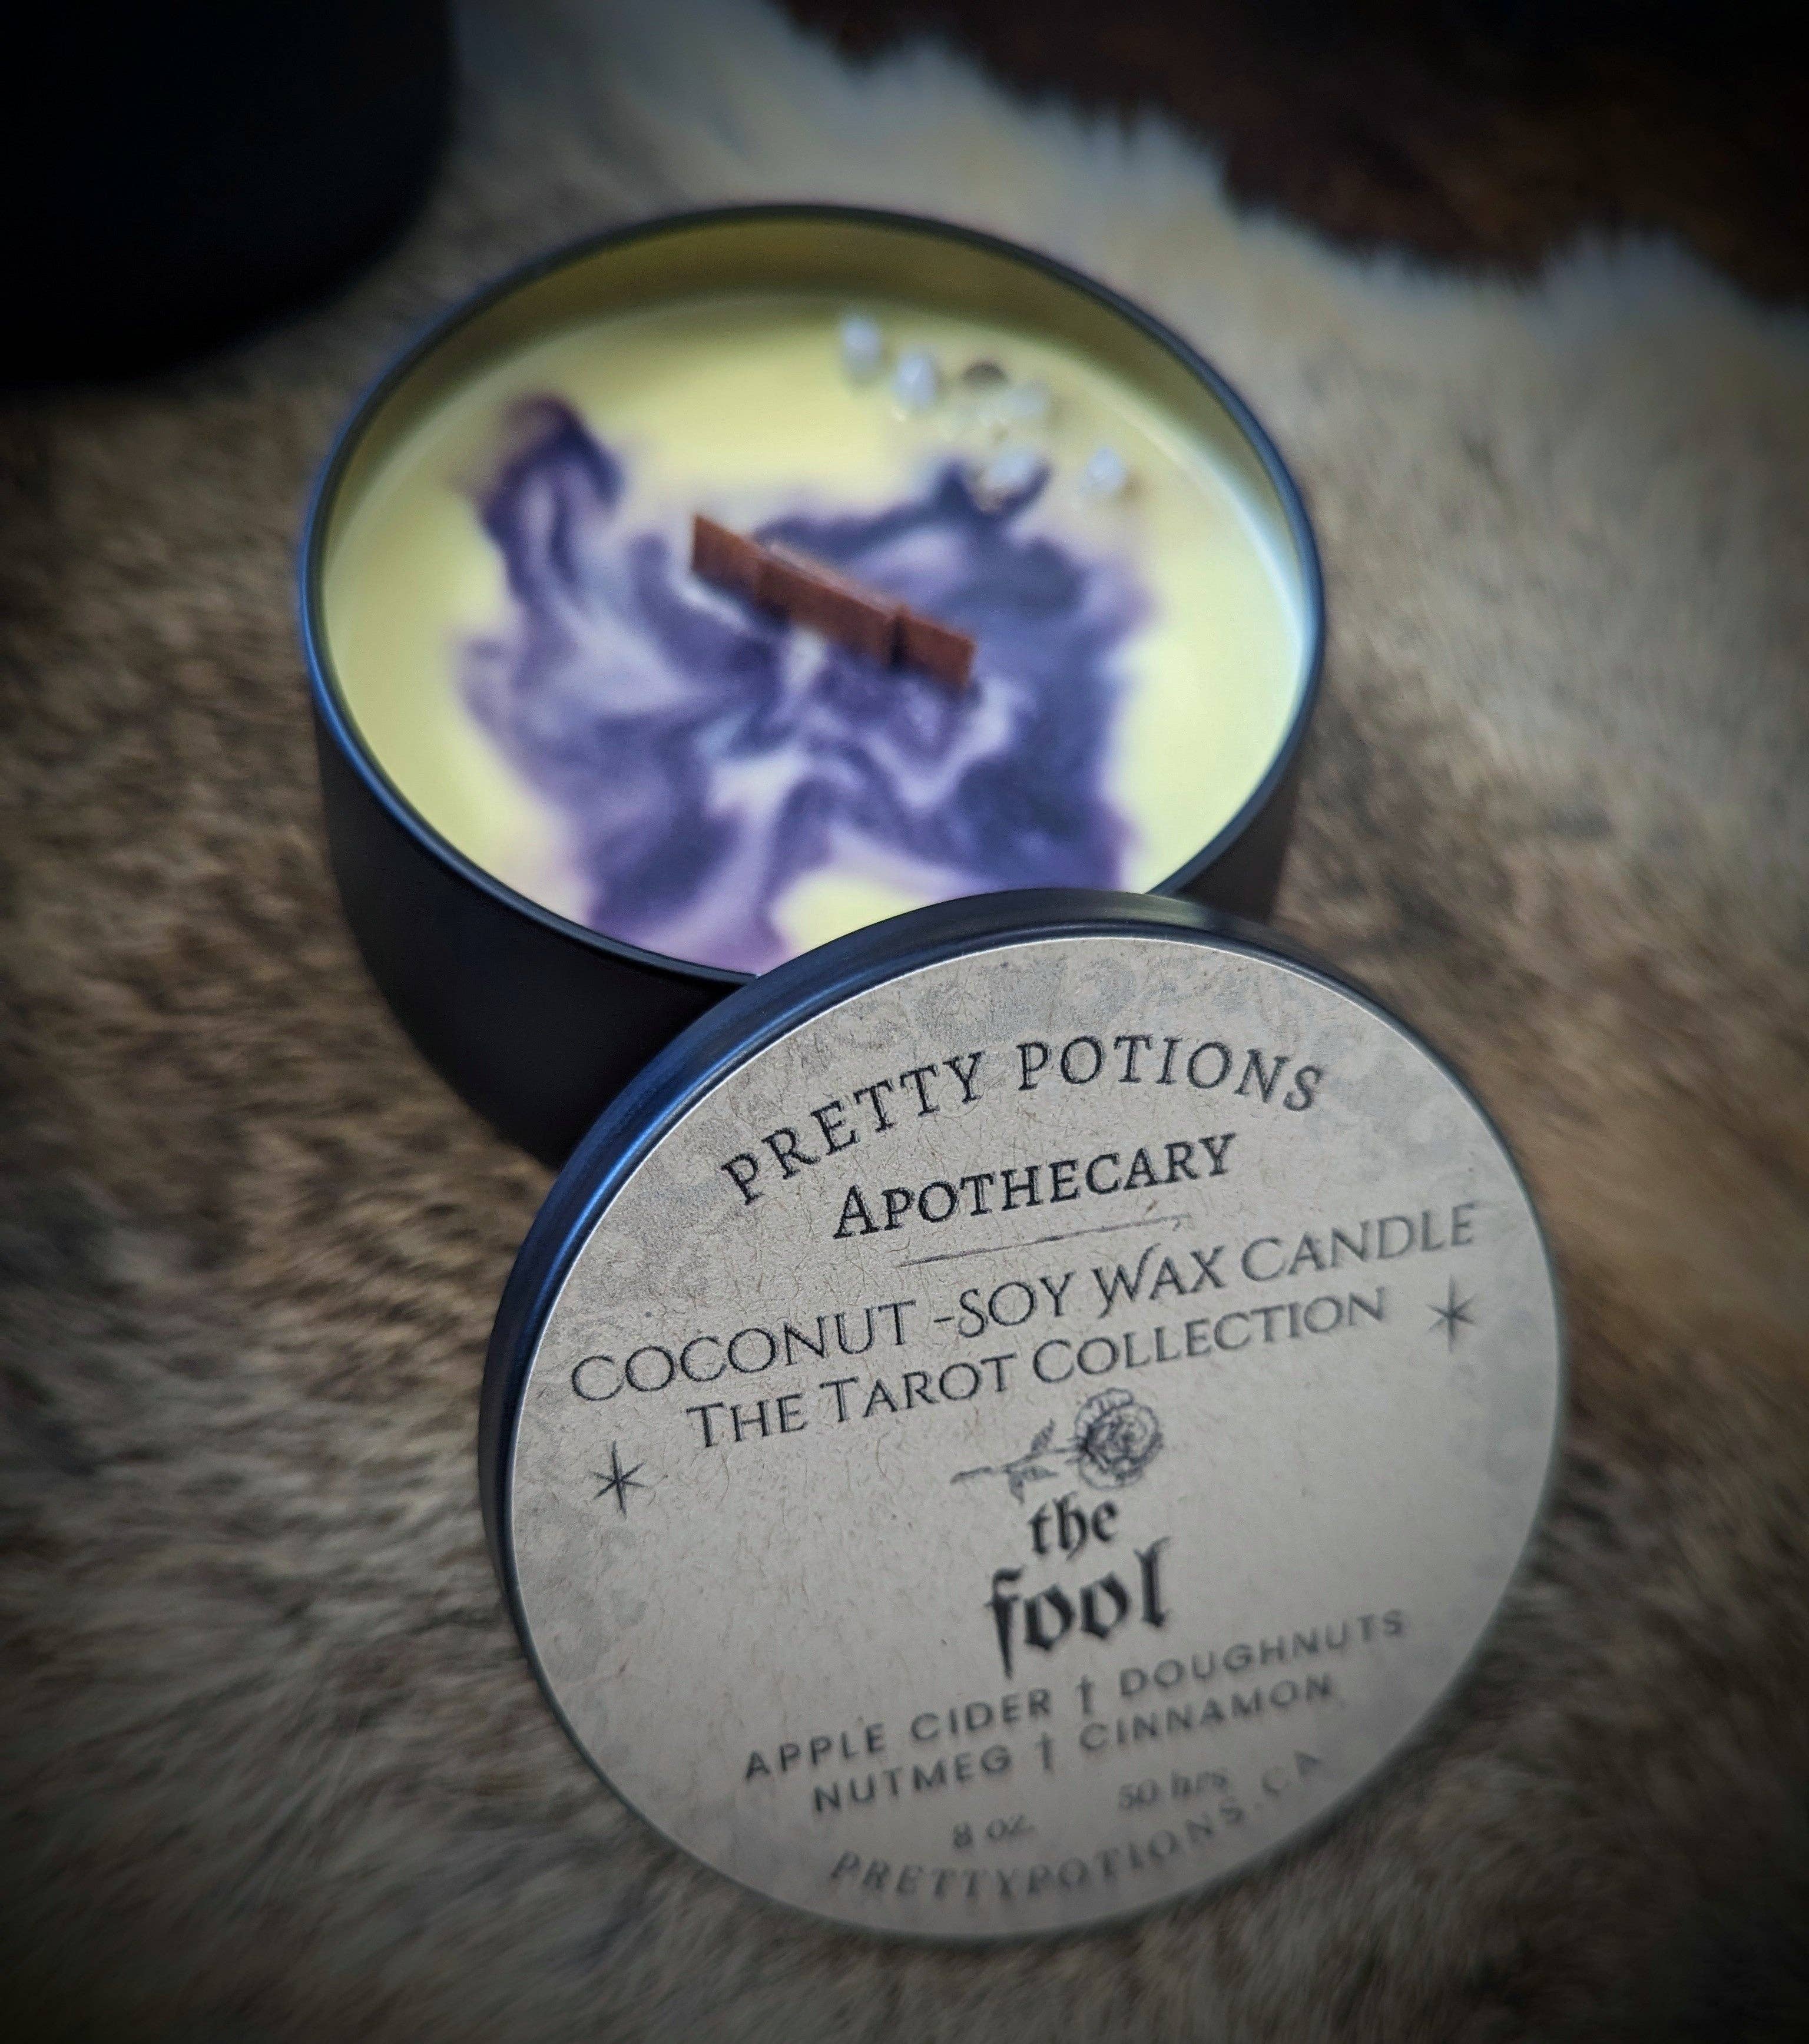 PRETTY POTIONS
APOTHECARY
COCONUT -SOY WAX CANDLE
THE TAROT COLLECTION
the
fool
APPLE CIDER † DOUGHNUTS
NUTMEG † CINNAMON
8 oz. 50 hrs
PRETTYPOTIONS.CA